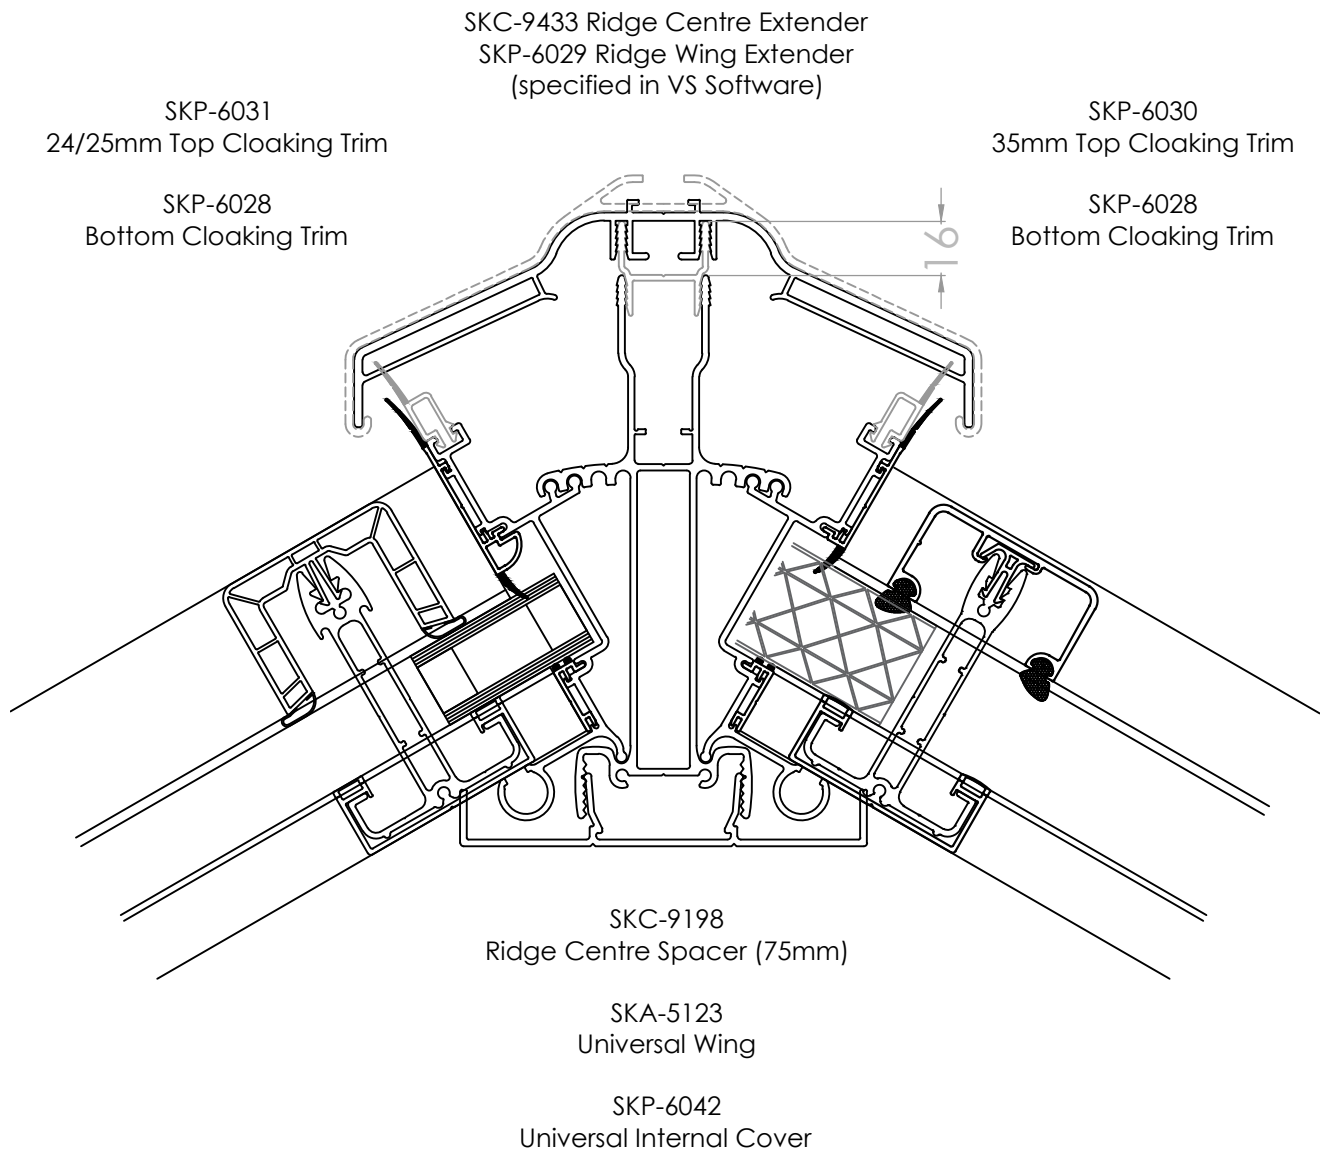 SKC-9433 Ridge Centre Extender
SKP-6029 Ridge Wing Extender
(specified in VS Software)
SKP-6031
24/25mm Top Cloaking Trim
SKP-6028
Bottom Cloaking Trim
SKP-6030
35mm Top Cloaking Trim
SKP-6028
Bottom Cloaking Trim
16
SKC-9198
Ridge Centre Spacer (75mm)
SKA-5123
Universal Wing
SKP-6042
Universal Internal Cover